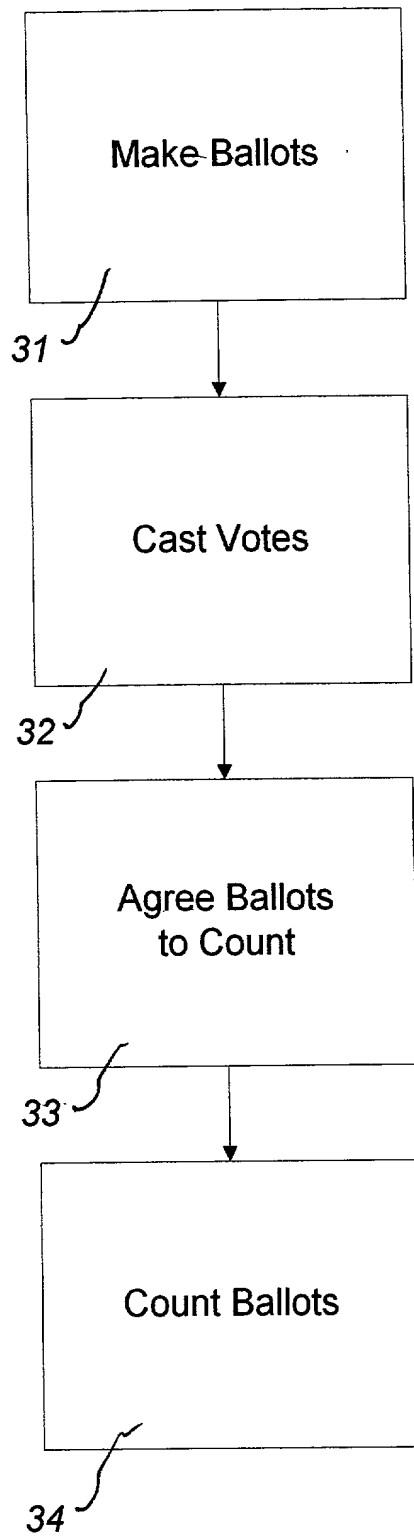 Make Ballots
31
Cast Votes
32
Agree Ballots
to Count
33
Count Ballots
34